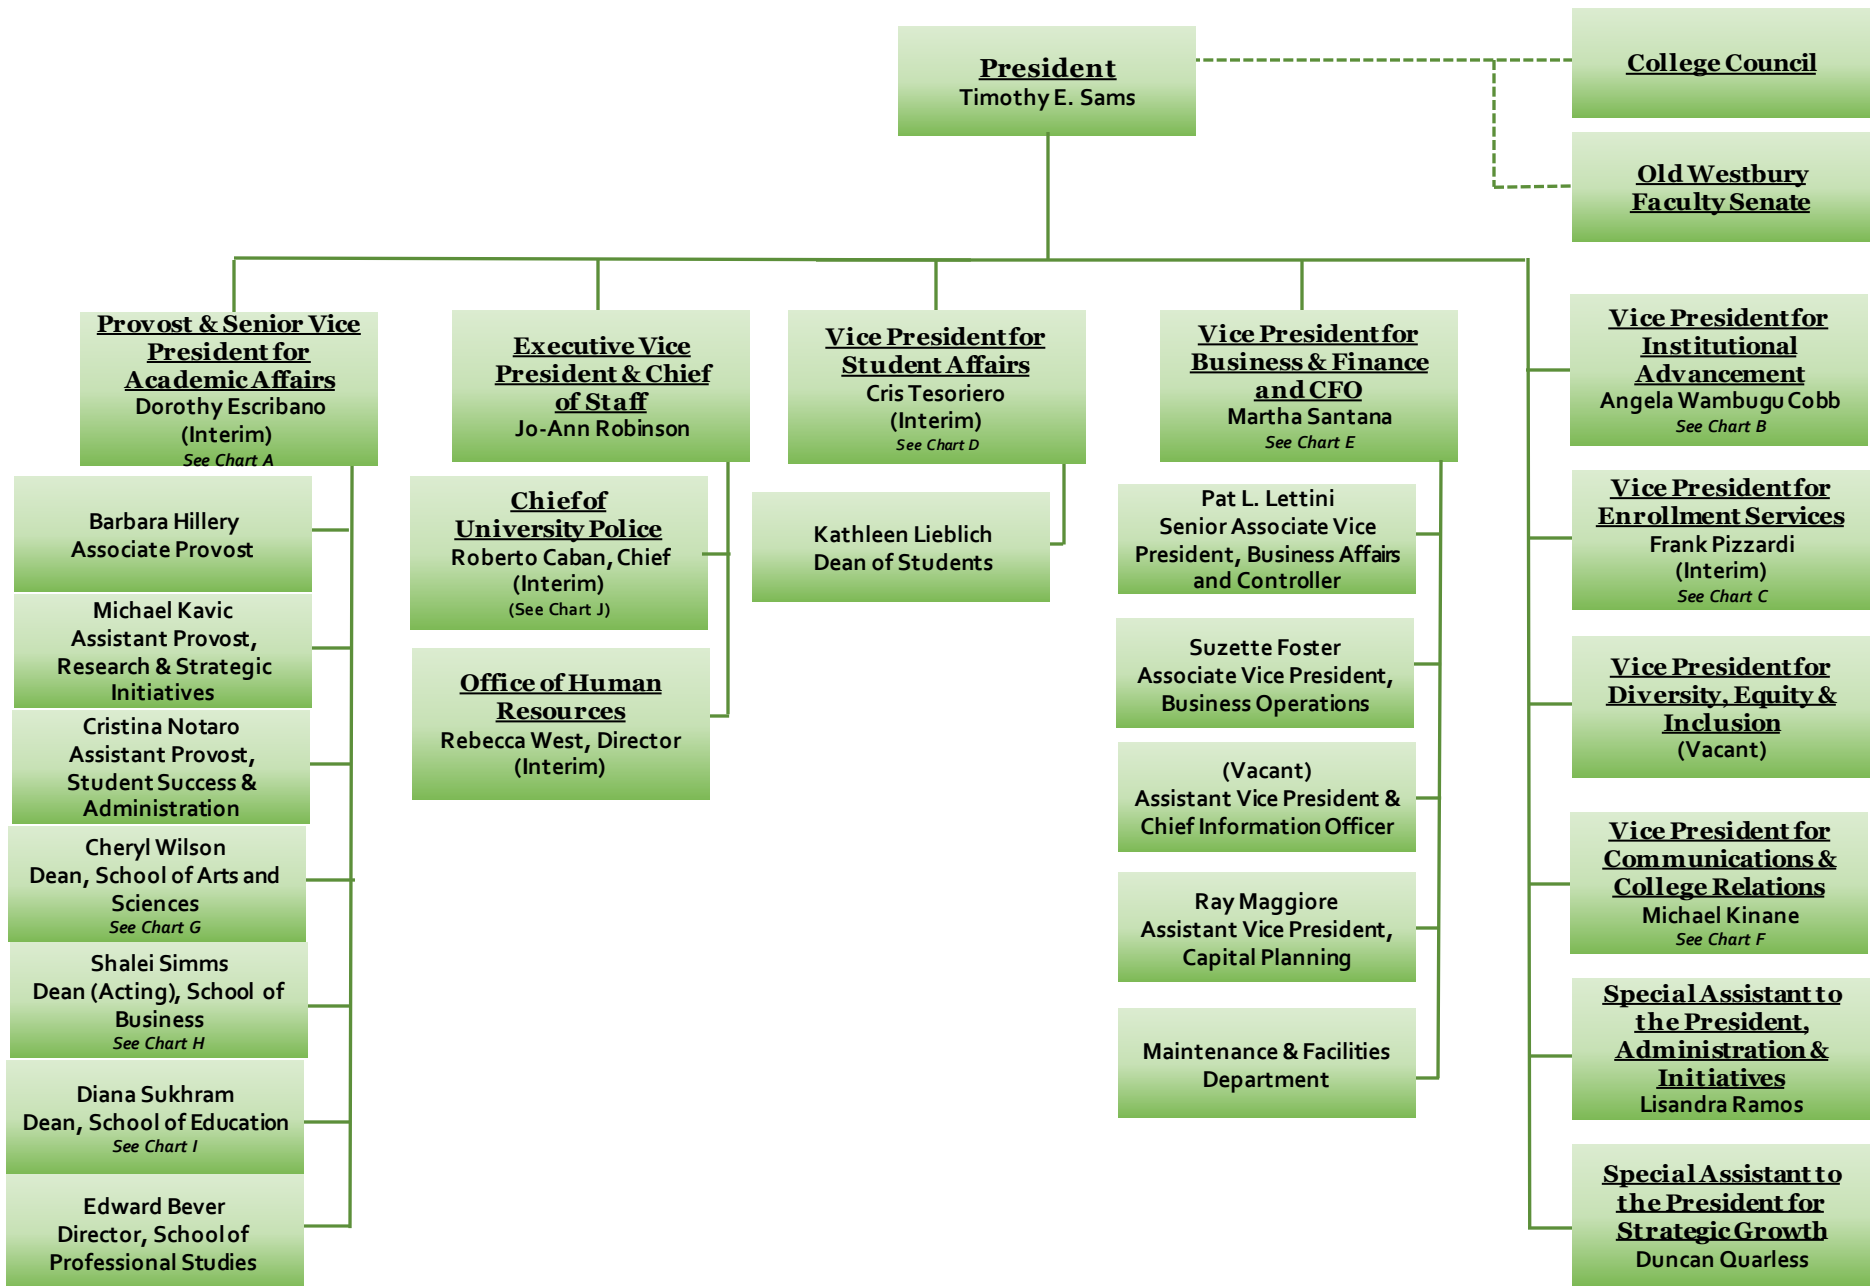 President
Timothy E. Sams
College Council
Old Westbury
Faculty Senate
Provost & Senior Vice
President for
Academic Affairs
Dorothy Escribano
(Interim)
See Chart A
Barbara Hillery
Associate Provost
Michael Kavic
Assistant Provost,
Research & Strategic
Initiatives
Cristina Notaro
Assistant Provost,
Student Success &
Administration
Cheryl Wilson
Dean, School of Arts and
Sciences
See Chart G
Shalei Simms
Dean (Acting), School of
Business
See Chart H
Diana Sukhram
Dean, School of Education
See Chart I
Edward Bever
Director, School of
Professional Studies
Executive Vice
President & Chief
of Staff
Jo-Ann Robinson
Chief of
University Police
Roberto Caban, Chief
(Interim)
(See Chart J)
Office of Human
Resources
Rebecca West, Director
(Interim)
Vice President for
Student Affairs
Cris Tesoriero
(Interim)
See Chart D
Kathleen Lieblich
Dean of Students
Vice President for
Business & Finance
and CFO
Martha Santana
See Chart E
Pat L. Lettini
Senior Associate Vice
President, Business Affairs
and Controller
Suzette Foster
Associate Vice President,
Business Operations
(Vacant)
Assistant Vice President &
Chief Information Officer
Ray Maggiore
Assistant Vice President,
Capital Planning
Maintenance & Facilities
Department
Vice President for
Institutional
Advancement
Angela Wambugu Cobb
See Chart B
Vice President for
Enrollment Services
Frank Pizzardi
(Interim)
See Chart C
Vice President for
Diversity, Equity &
Inclusion
(Vacant)
Vice President for
Communications &
College Relations
Michael Kinane
See Chart F
Special Assistant to
the President,
Administration &
Initiatives
Lisandra Ramos
Special Assistant to
the President for
Strategic Growth
Duncan Quarless